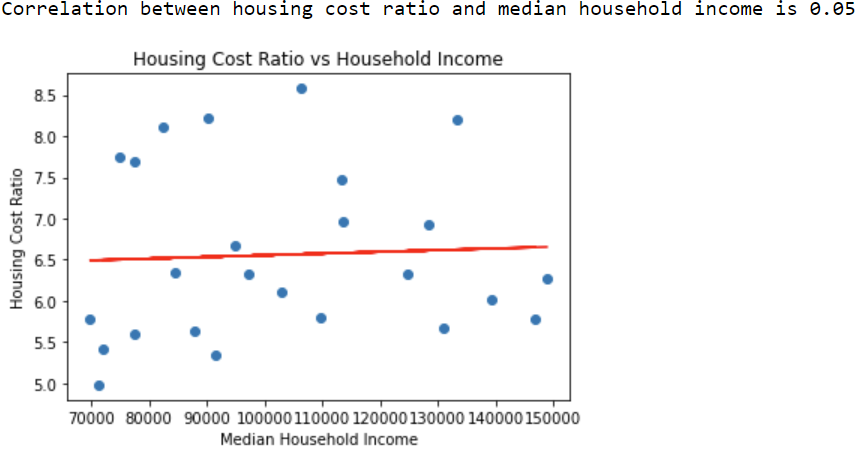 Correlation between housing cost ratio and median household income is 0.05
Housing Cost Ratio vs Household Income
Housing Cost Ratio
8.5
8.0
7.5
7.0
6.5
6.0
5.5
5.0
70000 80000 90000 100000 110000 120000 130000 140000 150000
Median Household Income